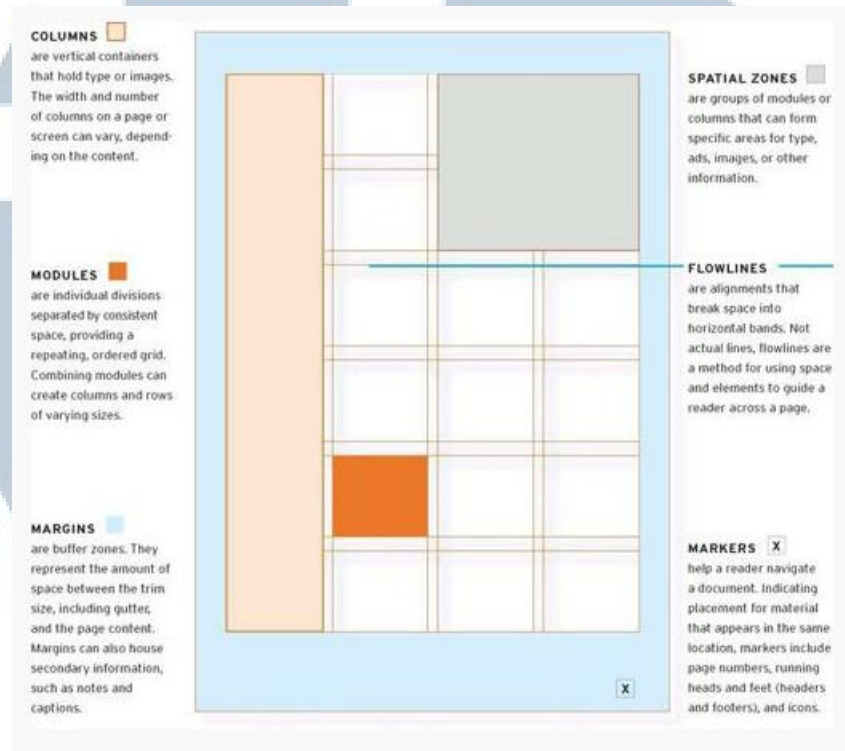 COLUMNS
are vertical containers
that hold type or images.
The width and number
of columns on a page or
screen can vary, depend-
ing on the content.
MODULES
are individual divisions
separated by consistent
space, providing a
repeating, ordered grid.
Combining modules can
create columns and rows
of varying sizes.
MARGINS
are buffer zones. They
represent the amount of
space between the trim
size, including gutter,
and the page content.
Margins can also house
secondary information,
such as notes and
captions.
X
SPATIAL ZONES
are groups of modules or
columns that can form
specific areas for type,
ads, images, or other
information.
FLOWLINES
are alignments that
break space into
horizontal bands. Not
actual lines, flowlines are
a method for using space
and elements to guide a
reader across a page.
MARKERS X
help a reader navigate
a document. Indicating
placement for material
that appears in the same
location, markers include
page numbers, running
heads and feet (headers
and footers), and icons.